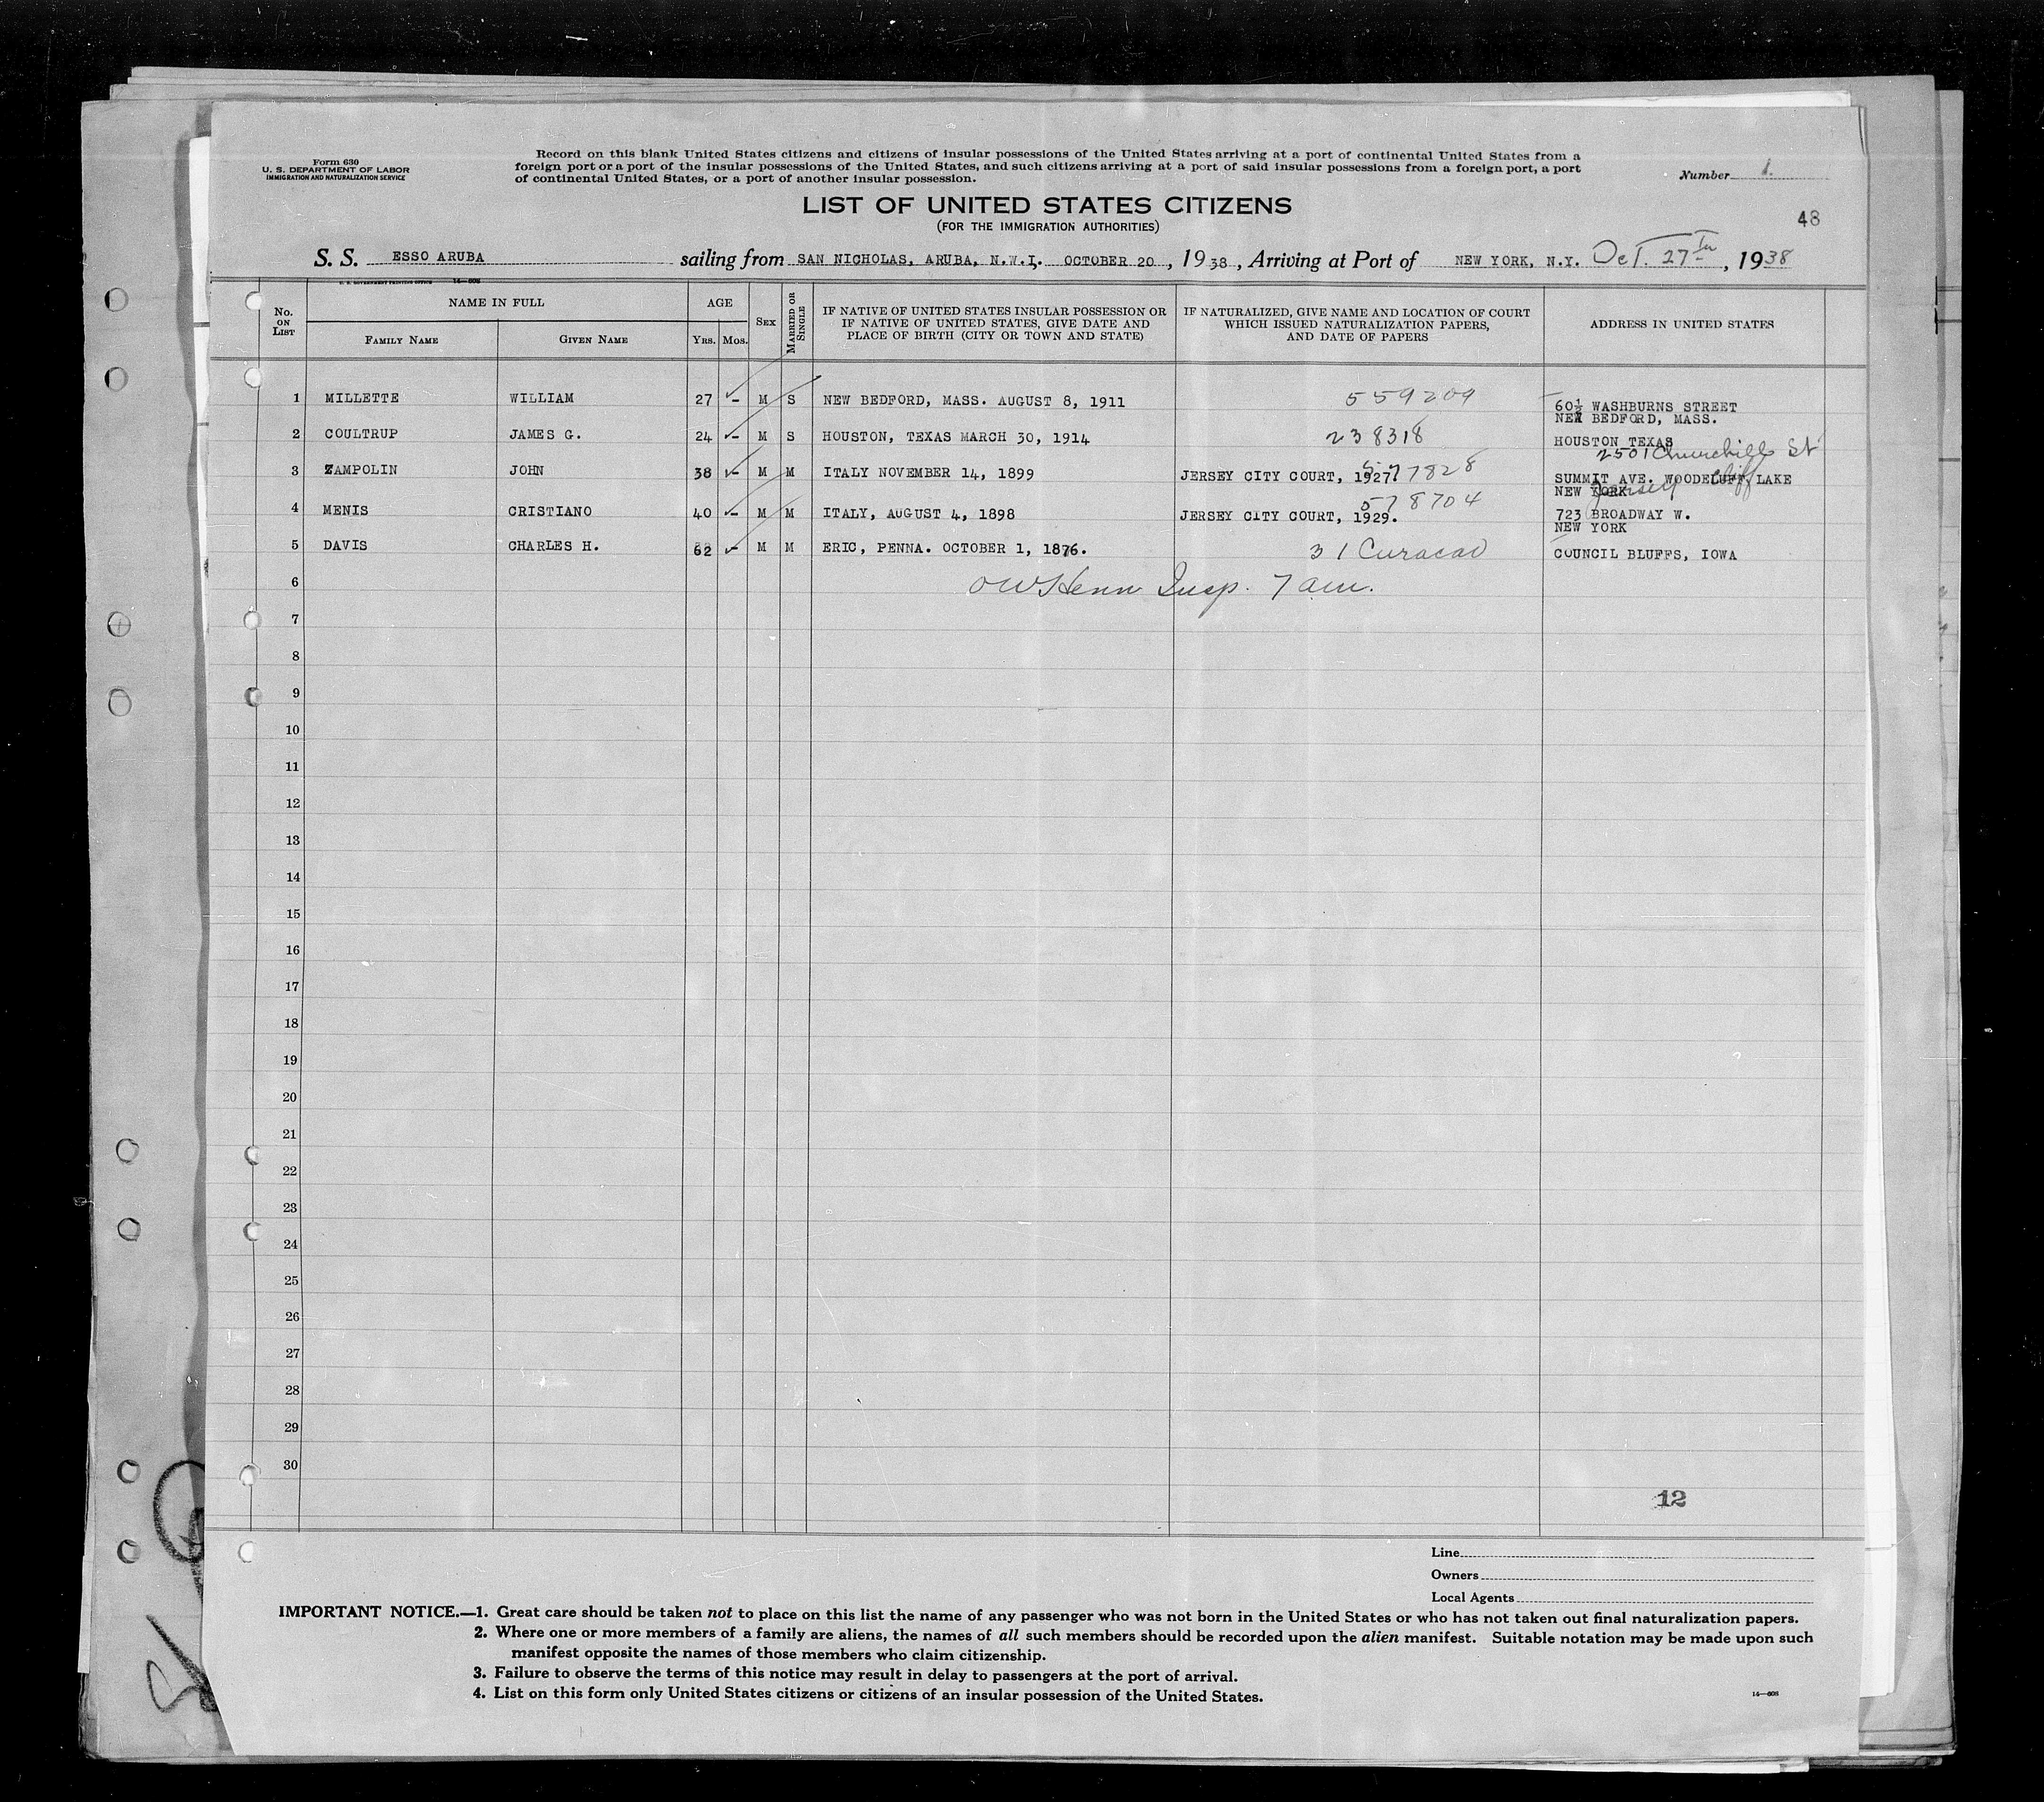 Form 630
U. S. DEPARTMENT OF LABOR
IMMIGRATION AND NATURALIZATION SERVICE
Record on this blank United States citizens and citizens of insular possessions of the United States arriving at a port of continental United States from a
foreign port or a port of the insular possessions of the United States, and such citizens arriving at a port of said insular possessions from a foreign port, a port
of continental United States, or a port of another insular possession.
Number 1.
LIST OF UNITED STATES CITIZENS
(FOR THE IMMIGRATION AUTHORITIES)
48
S. S. ESSO ARUBA sailing from SAN NICHOLAS, ARUBA, N.W.I. OCTOBER 20, 1938, Arriving at Port of NEW YORK, N.Y. Oct. 27th, 1938
U. S. GOVERNMENT PRINTING OFFICE 14—608
No. ON LIST
NAME IN FULL
FAMILY NAME
GIVEN NAME
AGE
YRS. MOS.
SEX
MARRIED OR SINGLE
IF NATIVE OF UNITED STATES INSULAR POSSESSION OR
IF NATIVE OF UNITED STATES, GIVE DATE AND
PLACE OF BIRTH (CITY OR TOWN AND STATE)
IF NATURALIZED, GIVE NAME AND LOCATION OF COURT
WHICH ISSUED NATURALIZATION PAPERS,
AND DATE OF PAPERS
ADDRESS IN UNITED STATES
1 MILLETTE WILLIAM 27 – M S NEW BEDFORD, MASS. AUGUST 8, 1911 559209 60½ WASHBURNS STREET
NEW BEDFORD, MASS.
2 COULTRUP JAMES G. 24 – M S HOUSTON, TEXAS MARCH 30, 1914 238318 HOUSTON TEXAS
2501 Churchill St
3 ZAMPOLIN JOHN 38 – M M ITALY NOVEMBER 14, 1899 JERSEY CITY COURT, 1927. 577828 SUMMIT AVE. WOODCLUFF LAKE
cliff
NEW YORK
Jersey
4 MENIS CRISTIANO 40 – M M ITALY, AUGUST 4, 1898 JERSEY CITY COURT, 1929. 578704 723 BROADWAY W.
NEW YORK
5 DAVIS CHARLES H. 62 – M M ERIC, PENNA. OCTOBER 1, 1876. 31 Curacao COUNCIL BLUFFS, IOWA
6 OW Henn Insp. 7 am.
7
8
9
10
11
12
13
14
15
16
17
18
19
20
21
22
23
24
25
26
27
28
29
30
12
Line
Owners
Local Agents
IMPORTANT NOTICE.—1. Great care should be taken not to place on this list the name of any passenger who was not born in the United States or who has not taken out final naturalization papers.
2. Where one or more members of a family are aliens, the names of all such members should be recorded upon the alien manifest. Suitable notation may be made upon such
manifest opposite the names of those members who claim citizenship.
3. Failure to observe the terms of this notice may result in delay to passengers at the port of arrival.
4. List on this form only United States citizens or citizens of an insular possession of the United States.
14—608